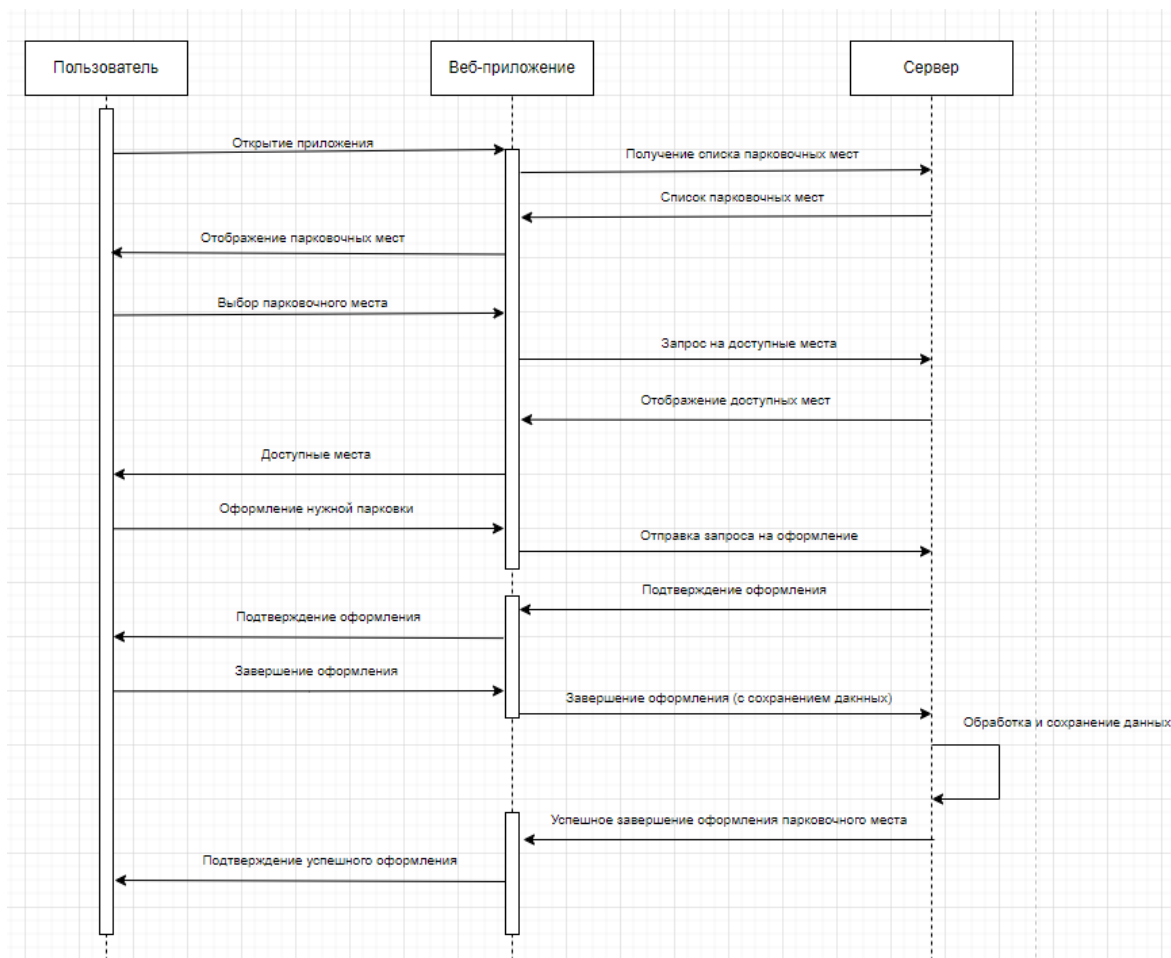 Пользователь
Веб-приложение
Сервер
Открытие приложения
Получение списка парковочных мест
Список парковочных мест
Отображение парковочных мест
Выбор парковочного места
Запрос на доступные места
Отображение доступных мест
Доступные места
Оформление нужной парковки
Отправка запроса на оформление
Подтверждение оформления
Подтверждение оформления
Завершение оформления
Завершение оформления (с сохранением дакнных)
Обработка и сохранение данных
Успешное завершение оформления парковочного места
Подтверждение успешного оформления